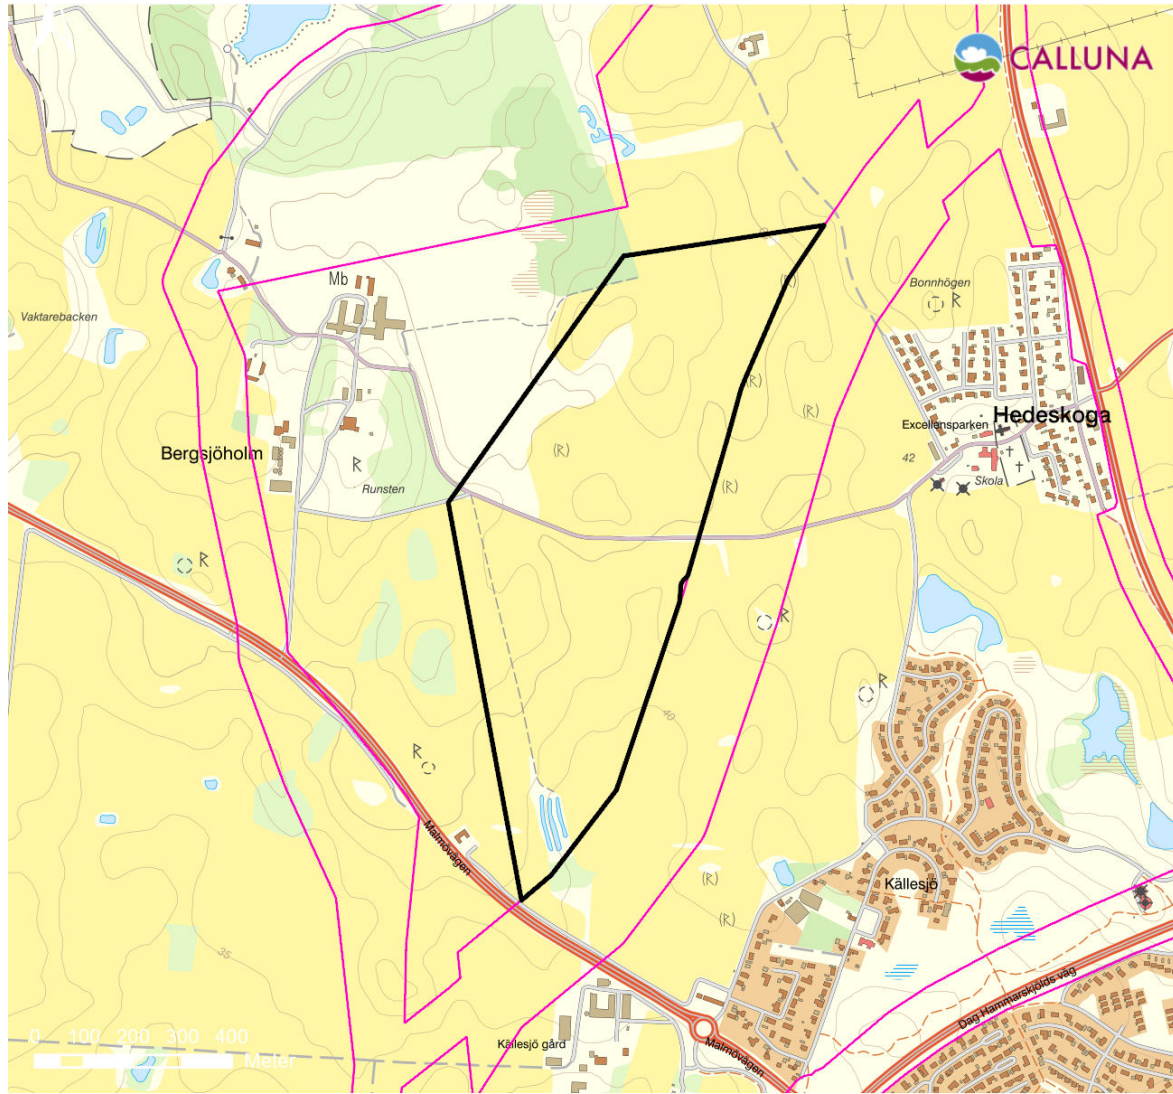 CALLUNA
Mb
Vaktarebacken
Bonnhögen
R
(R)
(R)
(R)
Hedeskoga
Excellensparken
Bergsjöholm
(R)
42
Skola
R
Runsten
(R)
R
R
R
40
R
Malmövägen
(R)
Källesjö
(R)
35
Dag Hammarskjölds väg
0 100 200 300 400
Meter
Källesjö gård
Malmövägen